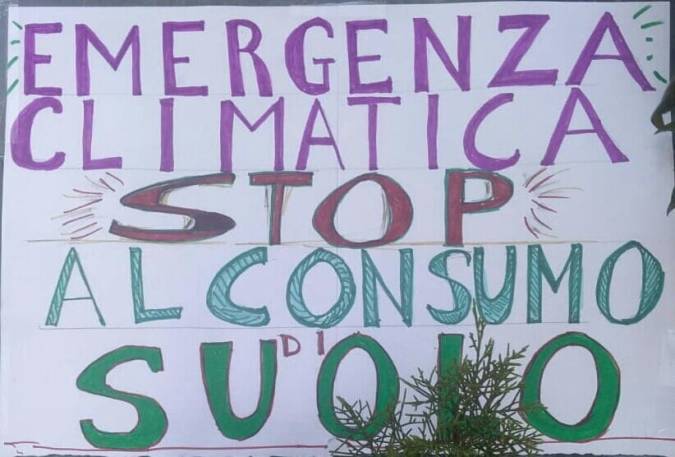 EMERGENZA
CLIMATICA
STOP
AL CONSUMO
DI
SUOLO